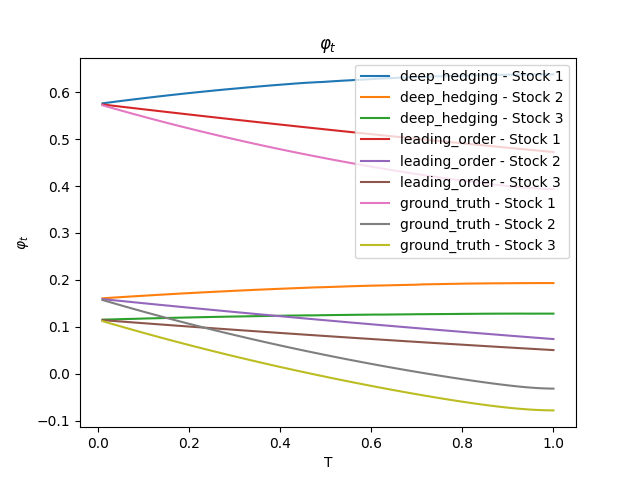 φt
deep_hedging - Stock 1
deep_hedging - Stock 2
deep_hedging - Stock 3
leading_order - Stock 1
leading_order - Stock 2
leading_order - Stock 3
ground_truth - Stock 1
ground_truth - Stock 2
ground_truth - Stock 3
0.6
0.5
0.4
0.3
0.2
0.1
0.0
−0.1
φt
0.0 0.2 0.4 0.6 0.8 1.0
T